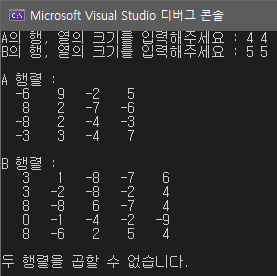 Microsoft Visual Studio 디버그 콘솔
A의 행, 열의 크기를 입력해주세요 : 4 4
B의 행, 열의 크기를 입력해주세요 : 5 5
A 행렬 :
-6 9 -2 5
8 2 -7 -6
-8 2 -4 -3
-3 3 -4 7
B 행렬 :
3 1 -8 -7 6
3 -2 -8 -2 4
8 -8 6 -7 4
0 -1 -4 -2 -9
8 -6 2 5 4
두 행렬을 곱할 수 없습니다.